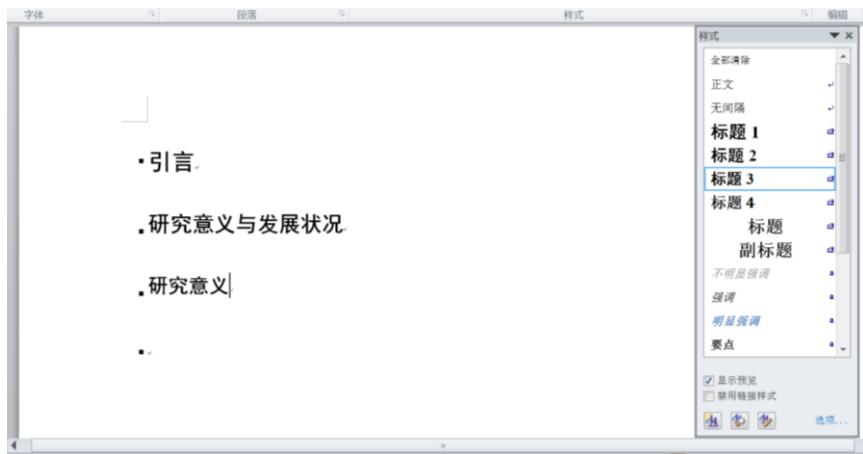 字体
段落
样式
编辑
引言
研究意义与发展状况
研究意义
样式
全部清除
正文
无间隔
标题 1
标题 2
标题 3
标题 4
标题
副标题
不明显强调
强调
明显强调
要点
显示预览
禁用链接样式
选项...